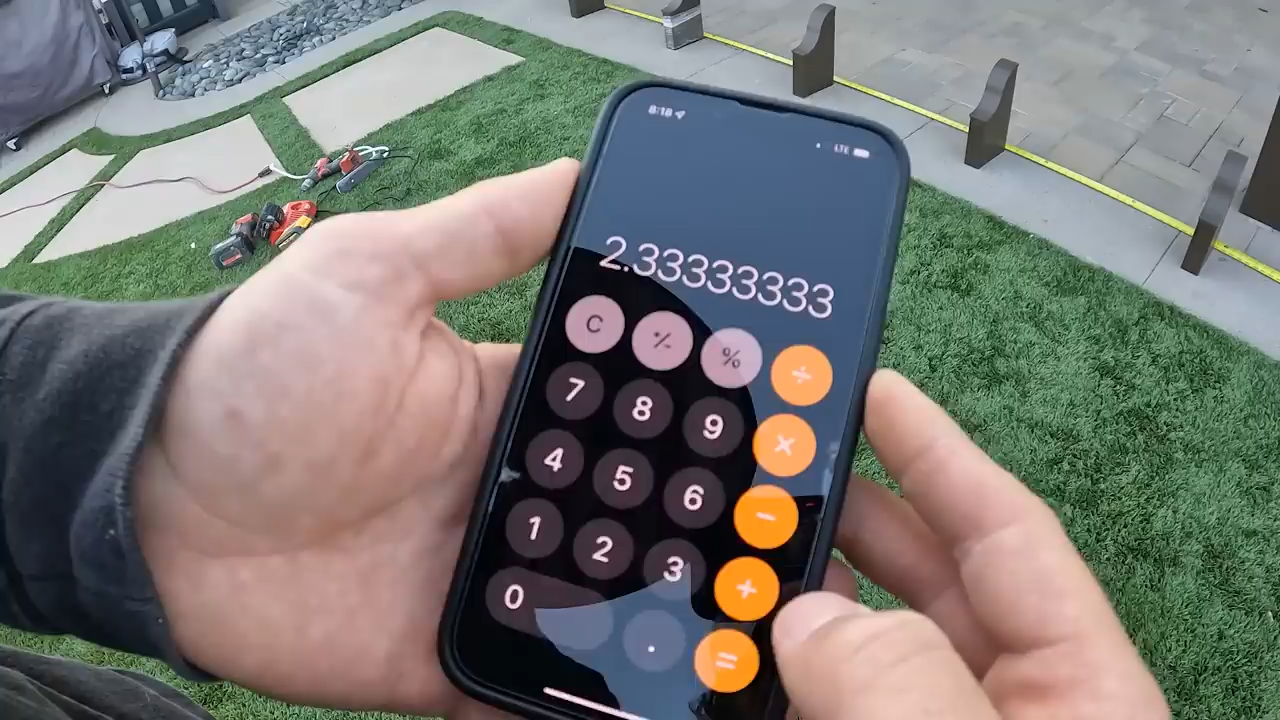 8:18
LTE
2.33333333
C +/- % ÷
7 8 9 ×
4 5 6 −
1 2 3 +
0 . =